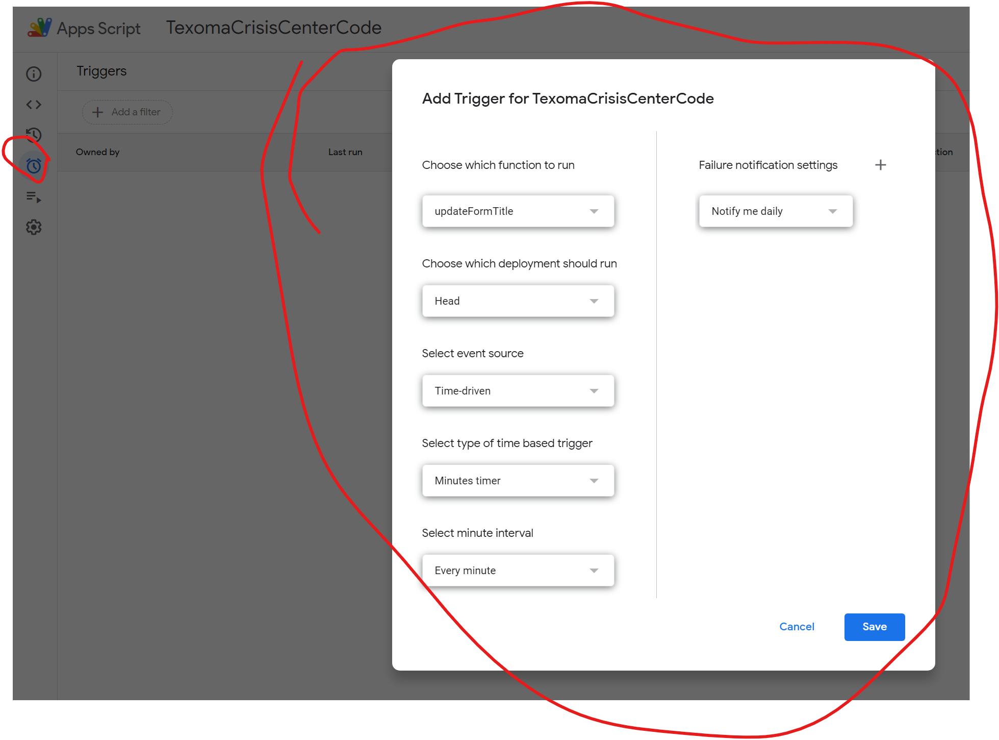 Apps Script TexomaCrisisCenterCode
Triggers
Add a filter
Owned by Last run tion
Add Trigger for TexomaCrisisCenterCode
Choose which function to run
updateFormTitle
Choose which deployment should run
Head
Select event source
Time-driven
Select type of time based trigger
Minutes timer
Select minute interval
Every minute
Failure notification settings
Notify me daily
Cancel Save